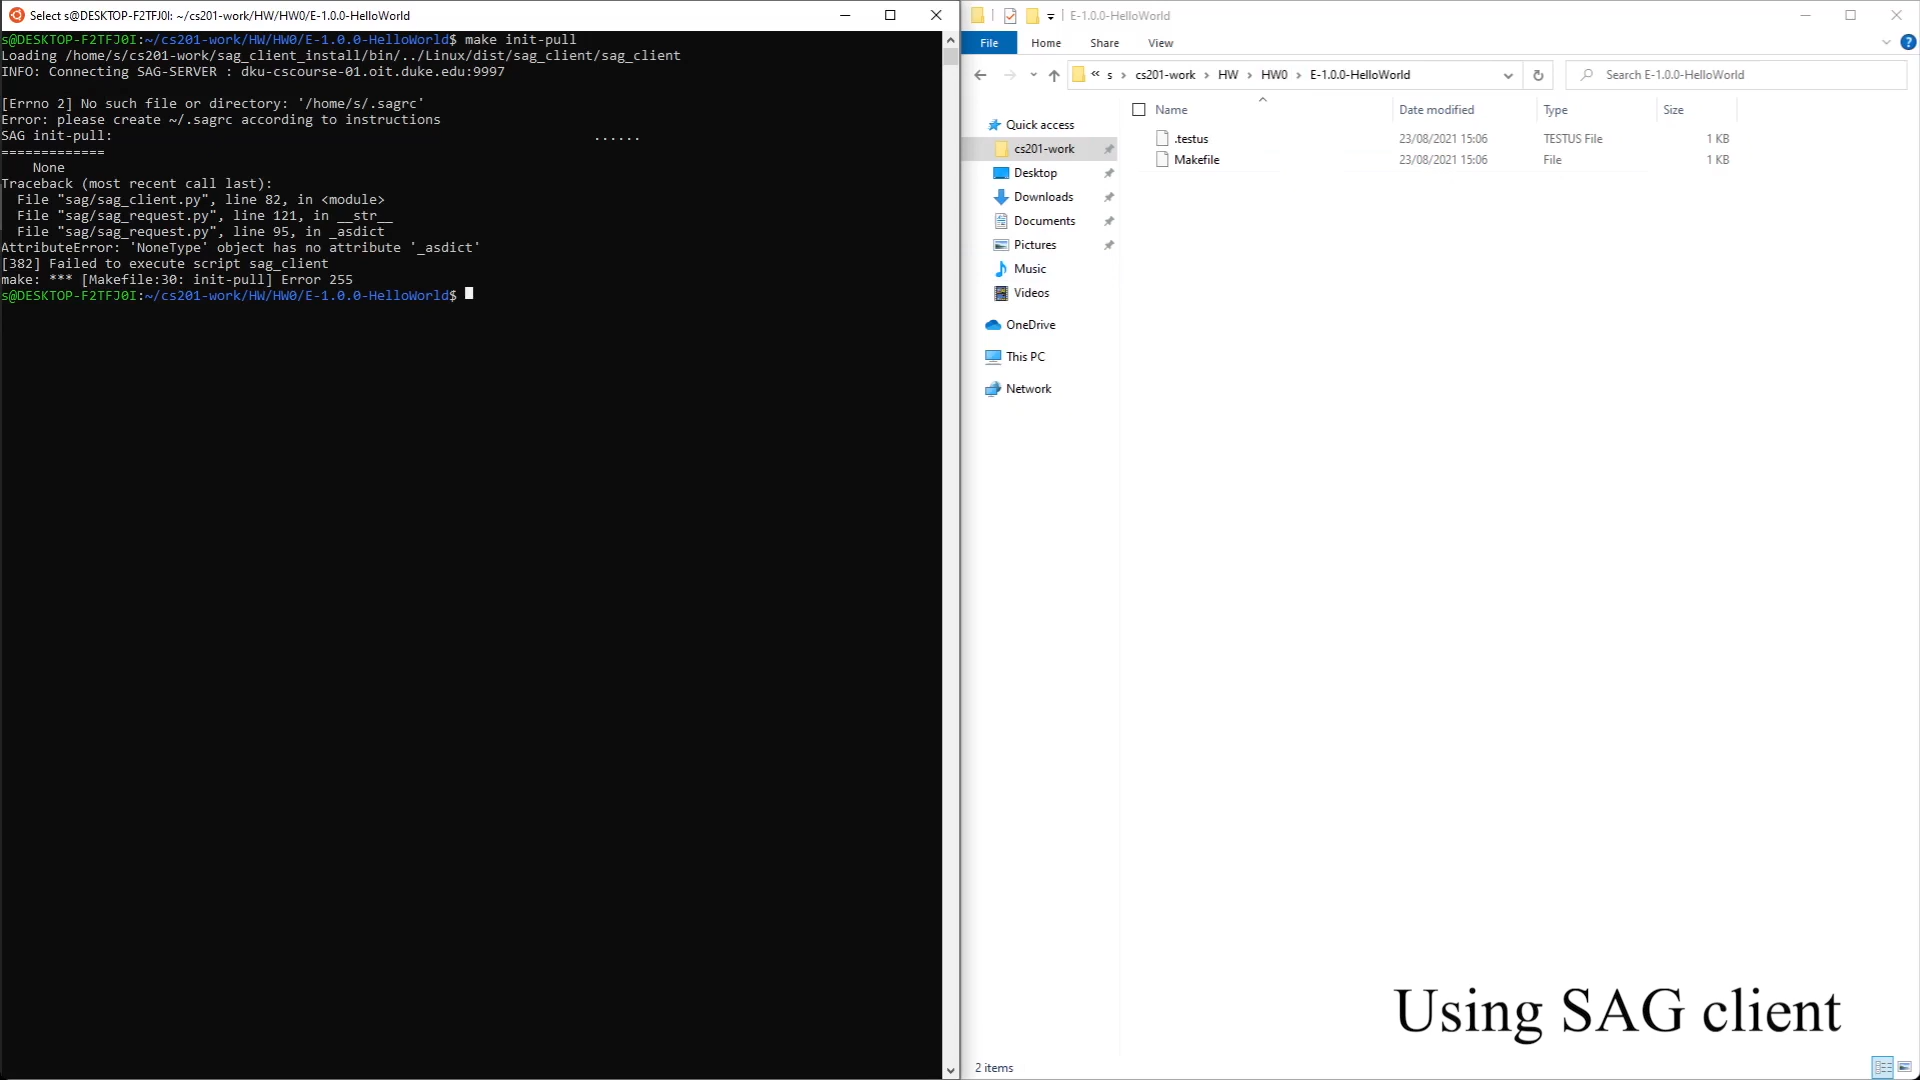 Select s@DESKTOP-F2TFJ0I: ~/cs201-work/HW/HW0/E-1.0.0-HelloWorld
s@DESKTOP-F2TFJ0I:~/cs201-work/HW/HW0/E-1.0.0-HelloWorld$ make init-pull
Loading /home/s/cs201-work/sag_client_install/bin/../Linux/dist/sag_client/sag_client
INFO: Connecting SAG-SERVER : dku-cscourse-01.oit.duke.edu:9997
[Errno 2] No such file or directory: '/home/s/.sagrc'
Error: please create ~/.sagrc according to instructions
SAG init-pull: ......
=============
None
Traceback (most recent call last):
File "sag/sag_client.py", line 82, in <module>
File "sag/sag_request.py", line 121, in __str__
File "sag/sag_request.py", line 95, in _asdict
AttributeError: 'NoneType' object has no attribute '_asdict'
[382] Failed to execute script sag_client
make: *** [Makefile:30: init-pull] Error 255
s@DESKTOP-F2TFJ0I:~/cs201-work/HW/HW0/E-1.0.0-HelloWorld$
E-1.0.0-HelloWorld
File Home Share View
« s › cs201-work › HW › HW0 › E-1.0.0-HelloWorld
Search E-1.0.0-HelloWorld
Quick access
cs201-work
Desktop
Downloads
Documents
Pictures
Music
Videos
OneDrive
This PC
Network
Name Date modified Type Size
.testus 23/08/2021 15:06 TESTUS File 1 KB
Makefile 23/08/2021 15:06 File 1 KB
Using SAG client
2 items